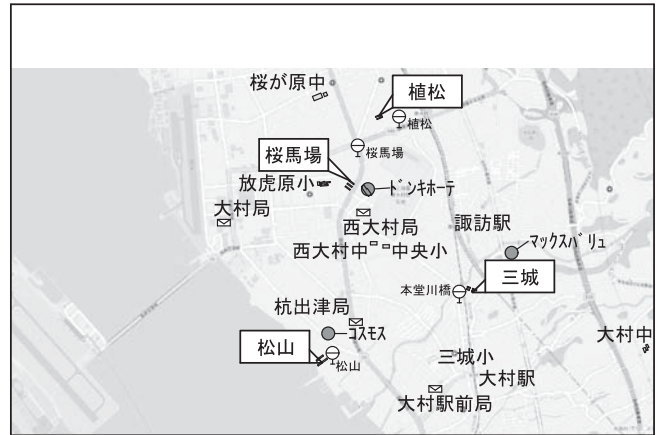 桜が原中
植松
植松
桜馬場
桜馬場
放虎原小
ドンキホーテ
大村局
西大村局
諏訪駅
マックスバリュ
西大村中
中央小
三城
本堂川橋
杭出津局
コスモス
大村中
松山
松山
三城小
大村駅
大村駅前局